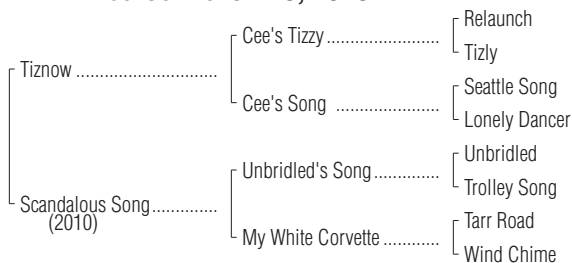 Relaunch
Cee's Tizzy ........................
Tizly
Tiznow ..............................
Seattle Song
Cee's Song ......................
Lonely Dancer
Unbridled
Unbridled's Song..............
Trolley Song
Scandalous Song..............
(2010)
Tarr Road
My White Corvette ............
Wind Chime